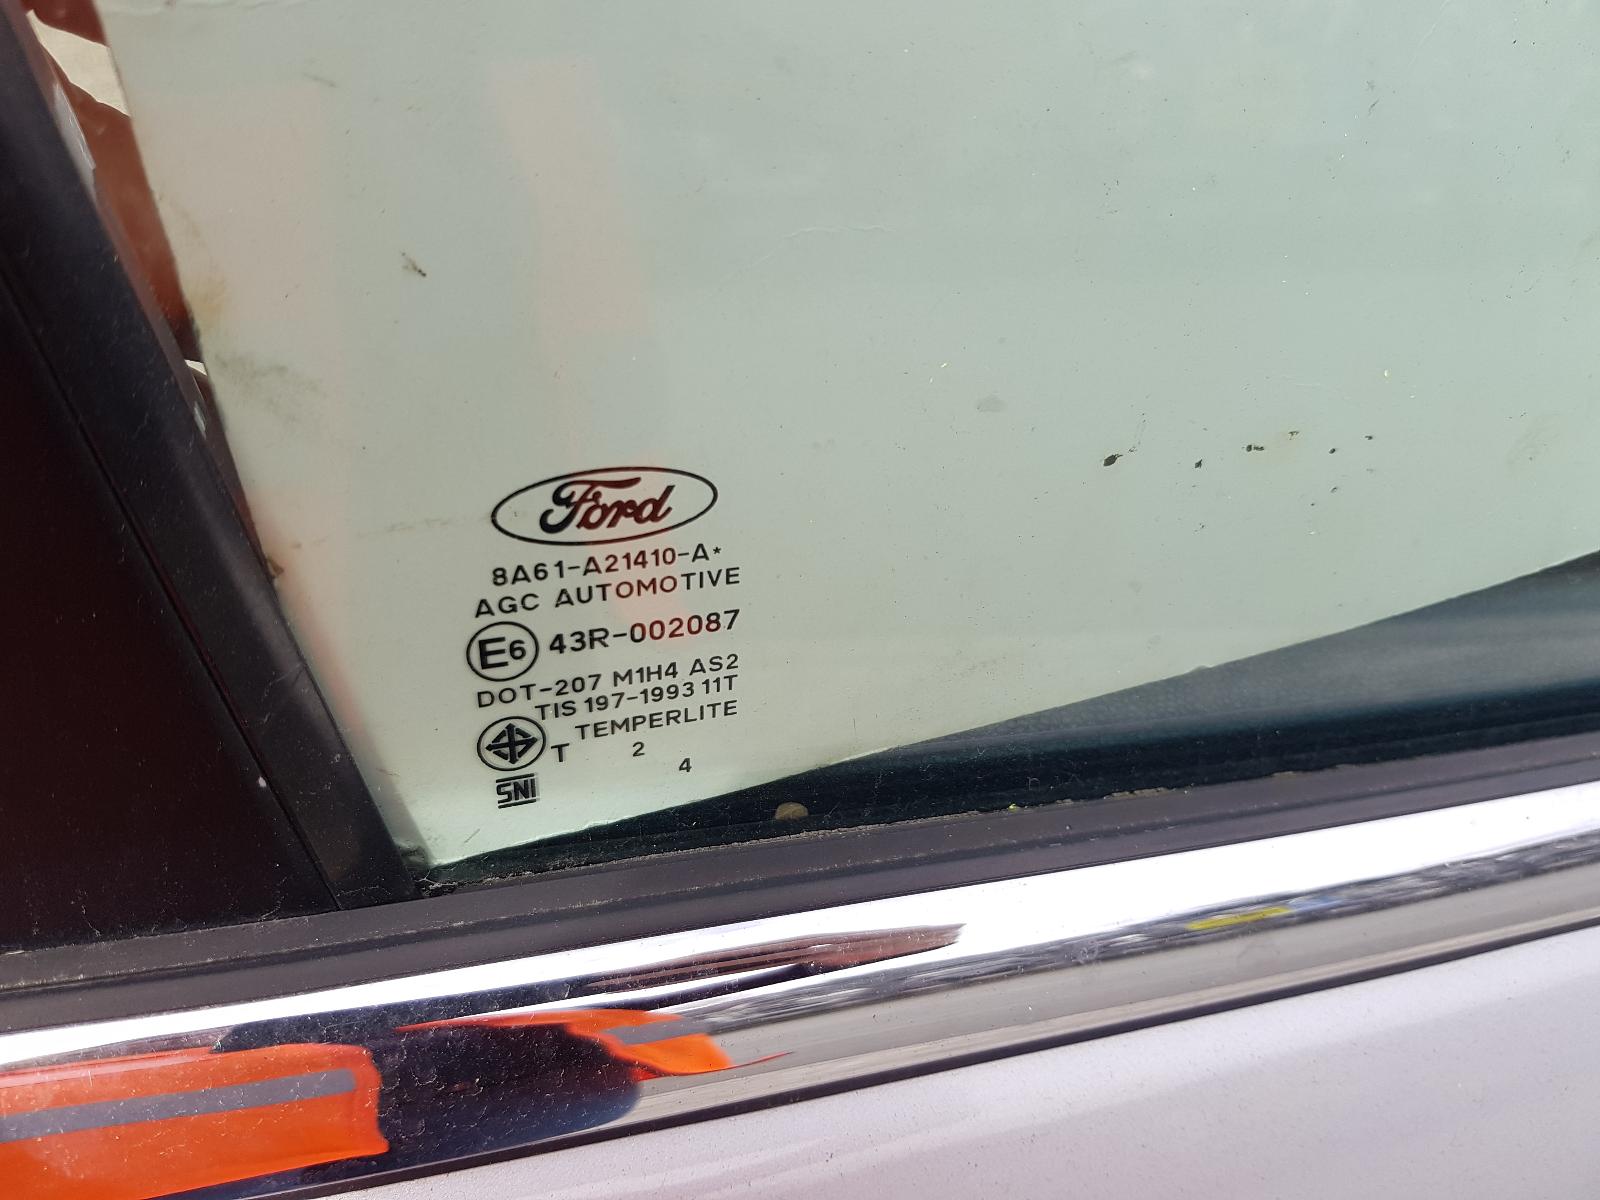 Ford
8A61-A21410-A*
AGC AUTOMOTIVE
E6 43R-002087
DOT-207 M1H4 AS2
TIS 197-1993 11T
TEMPERLITE
T 2
4
SNI